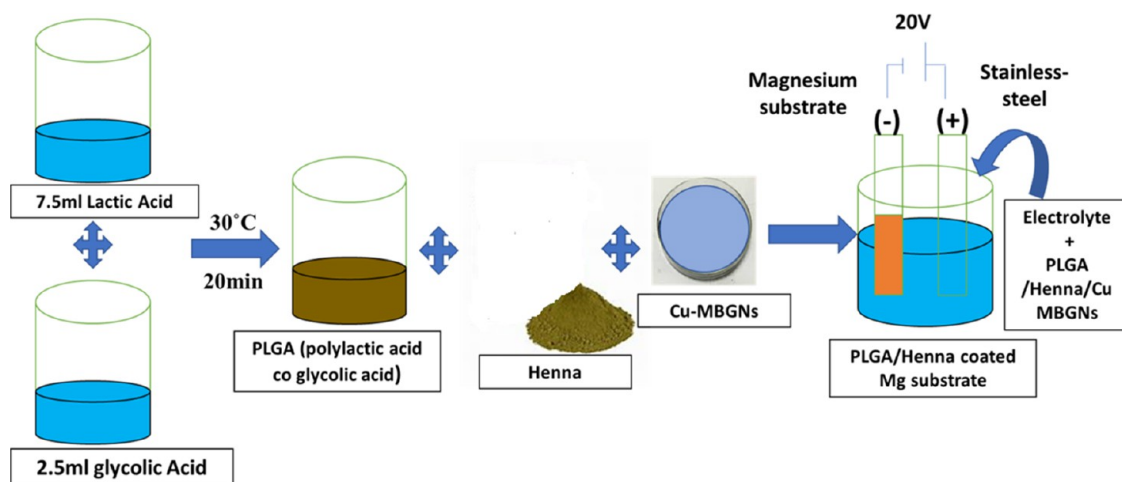 7.5ml Lactic Acid
2.5ml glycolic Acid
30˚C
20min
PLGA (polylactic acid
co glycolic acid)
Henna
Cu-MBGNs
20V
Magnesium
substrate
Stainless-
steel
(-)
(+)
Electrolyte
+
PLGA
/Henna/Cu
MBGNs
PLGA/Henna coated
Mg substrate